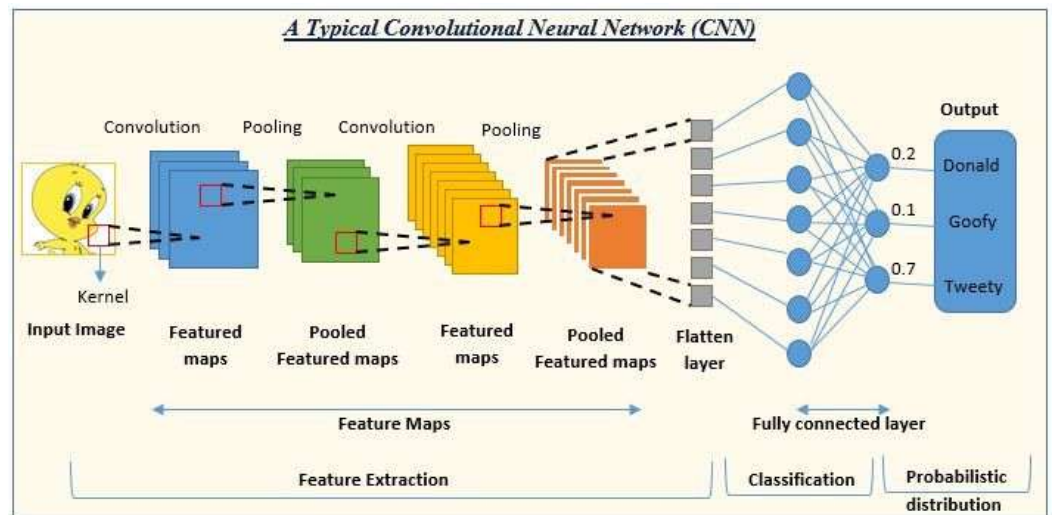 A Typical Convolutional Neural Network (CNN)
Convolution
Pooling
Convolution
Pooling
Output
0.2
Donald
0.1
Goofy
0.7
Tweety
Kernel
Input Image
Featured
maps
Pooled
Featured maps
Featured
maps
Pooled
Featured maps
Flatten
layer
Feature Maps
Fully connected layer
Feature Extraction
Classification
Probabilistic
distribution